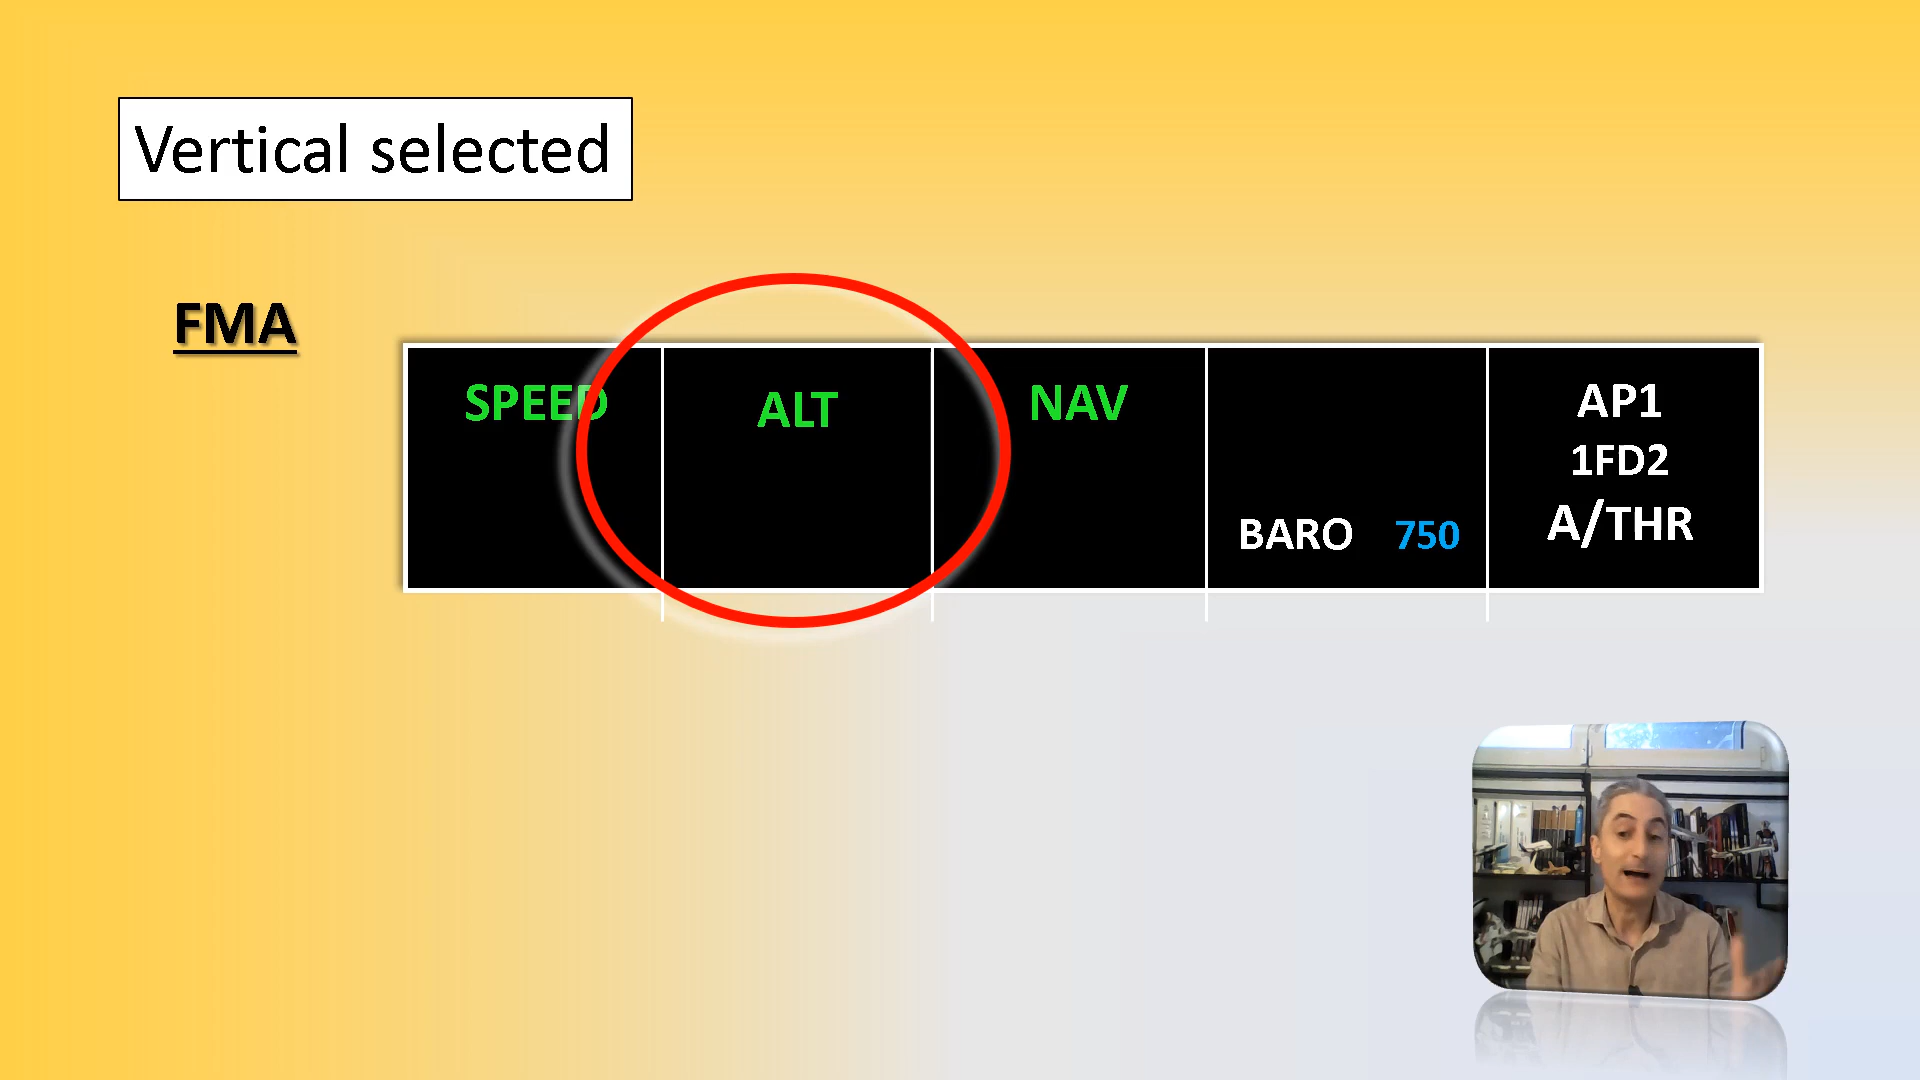 Vertical selected
FMA
SPEED
ALT
NAV
BARO 750
AP1
1FD2
A/THR